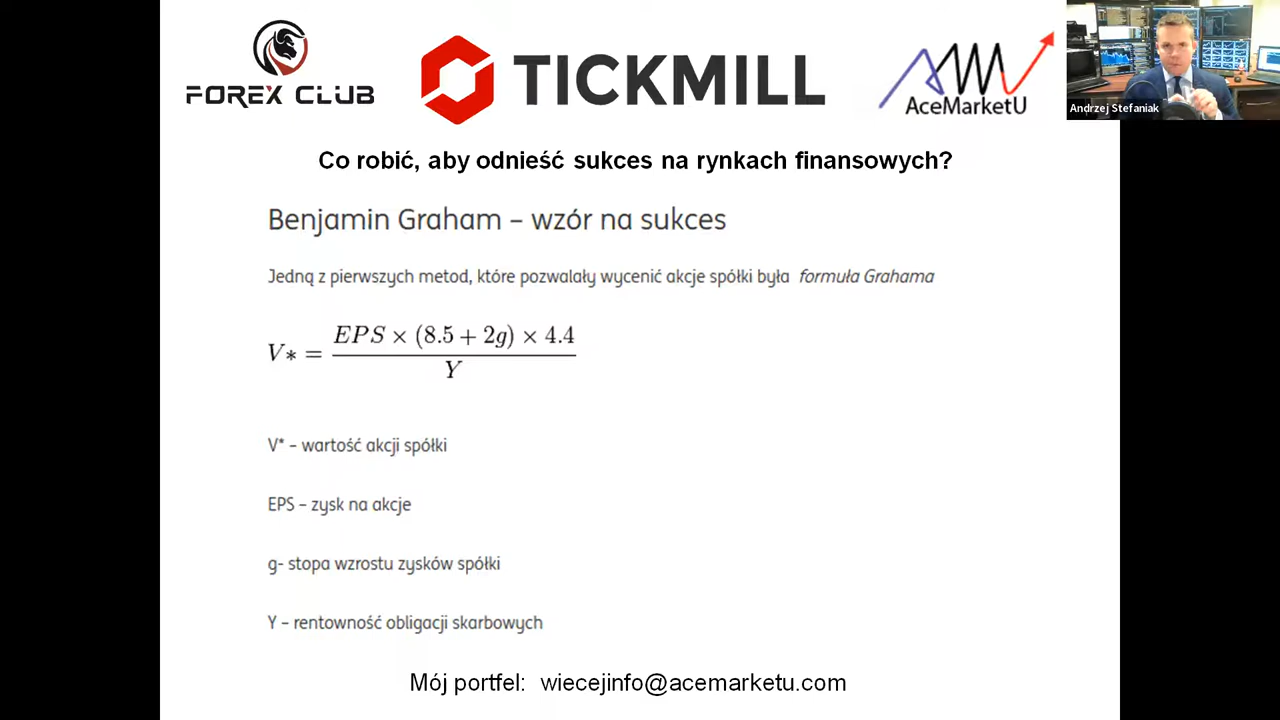 FOREX CLUB
TICKMILL
AceMarketU
Andrzej Stefaniak
Co robić, aby odnieść sukces na rynkach finansowych?
Benjamin Graham – wzór na sukces
Jedną z pierwszych metod, które pozwalały wycenić akcje spółki była formuła Grahama
V* = EPS × (8.5 + 2g) × 4.4 / Y
V* – wartość akcji spółki
EPS – zysk na akcje
g- stopa wzrostu zysków spółki
Y – rentowność obligacji skarbowych
Mój portfel: wiecejinfo@acemarketu.com